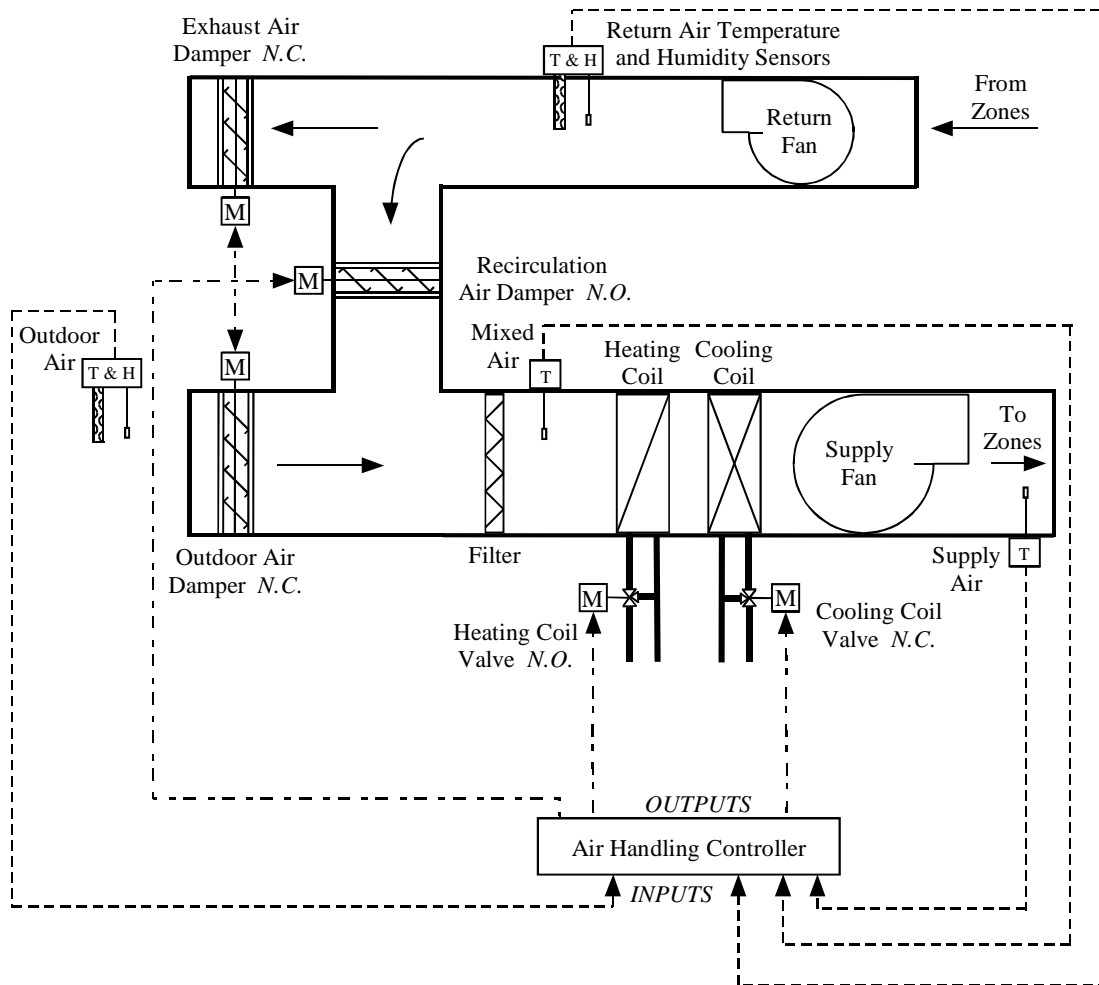 Exhaust Air
Damper N.C.
Return Air Temperature
and Humidity Sensors
T & H
From
Zones
Return
Fan
M
M
Recirculation
Air Damper N.O.
Outdoor
Air
T & H
M
Mixed
Air
T
Heating
Coil
Cooling
Coil
Supply
Fan
To
Zones
Outdoor Air
Damper N.C.
Filter
Supply
Air
T
M
M
Heating Coil
Valve N.O.
Cooling Coil
Valve N.C.
OUTPUTS
Air Handling Controller
INPUTS